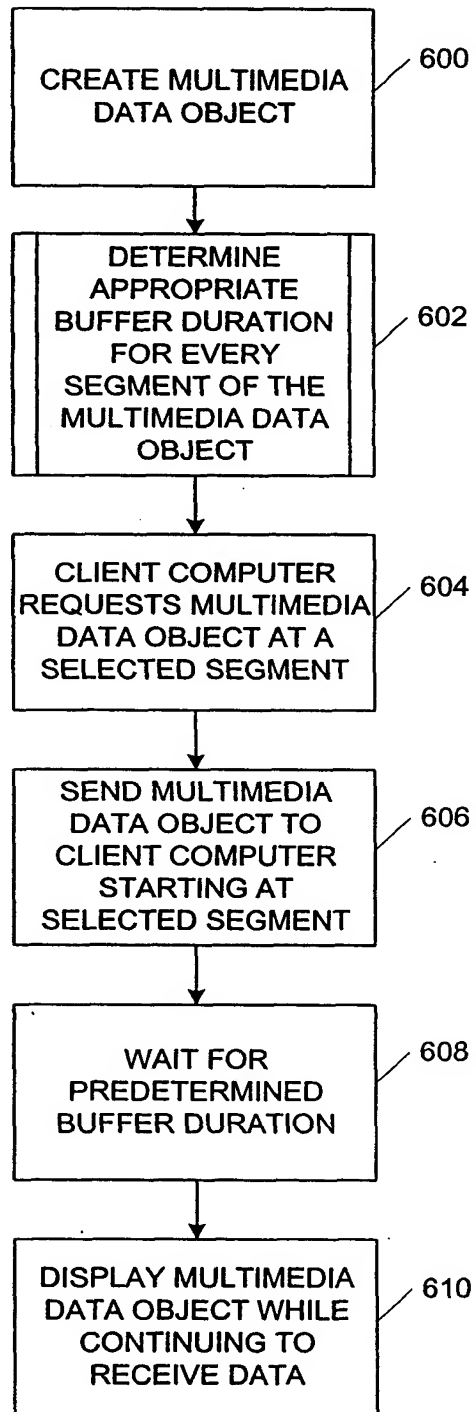 CREATE MULTIMEDIA
DATA OBJECT
600
DETERMINE
APPROPRIATE
BUFFER DURATION
FOR EVERY
SEGMENT OF THE
MULTIMEDIA DATA
OBJECT
602
CLIENT COMPUTER
REQUESTS MULTIMEDIA
DATA OBJECT AT A
SELECTED SEGMENT
604
SEND MULTIMEDIA
DATA OBJECT TO
CLIENT COMPUTER
STARTING AT
SELECTED SEGMENT
606
WAIT FOR
PREDETERMINED
BUFFER DURATION
608
DISPLAY MULTIMEDIA
DATA OBJECT WHILE
CONTINUING TO
RECEIVE DATA
610